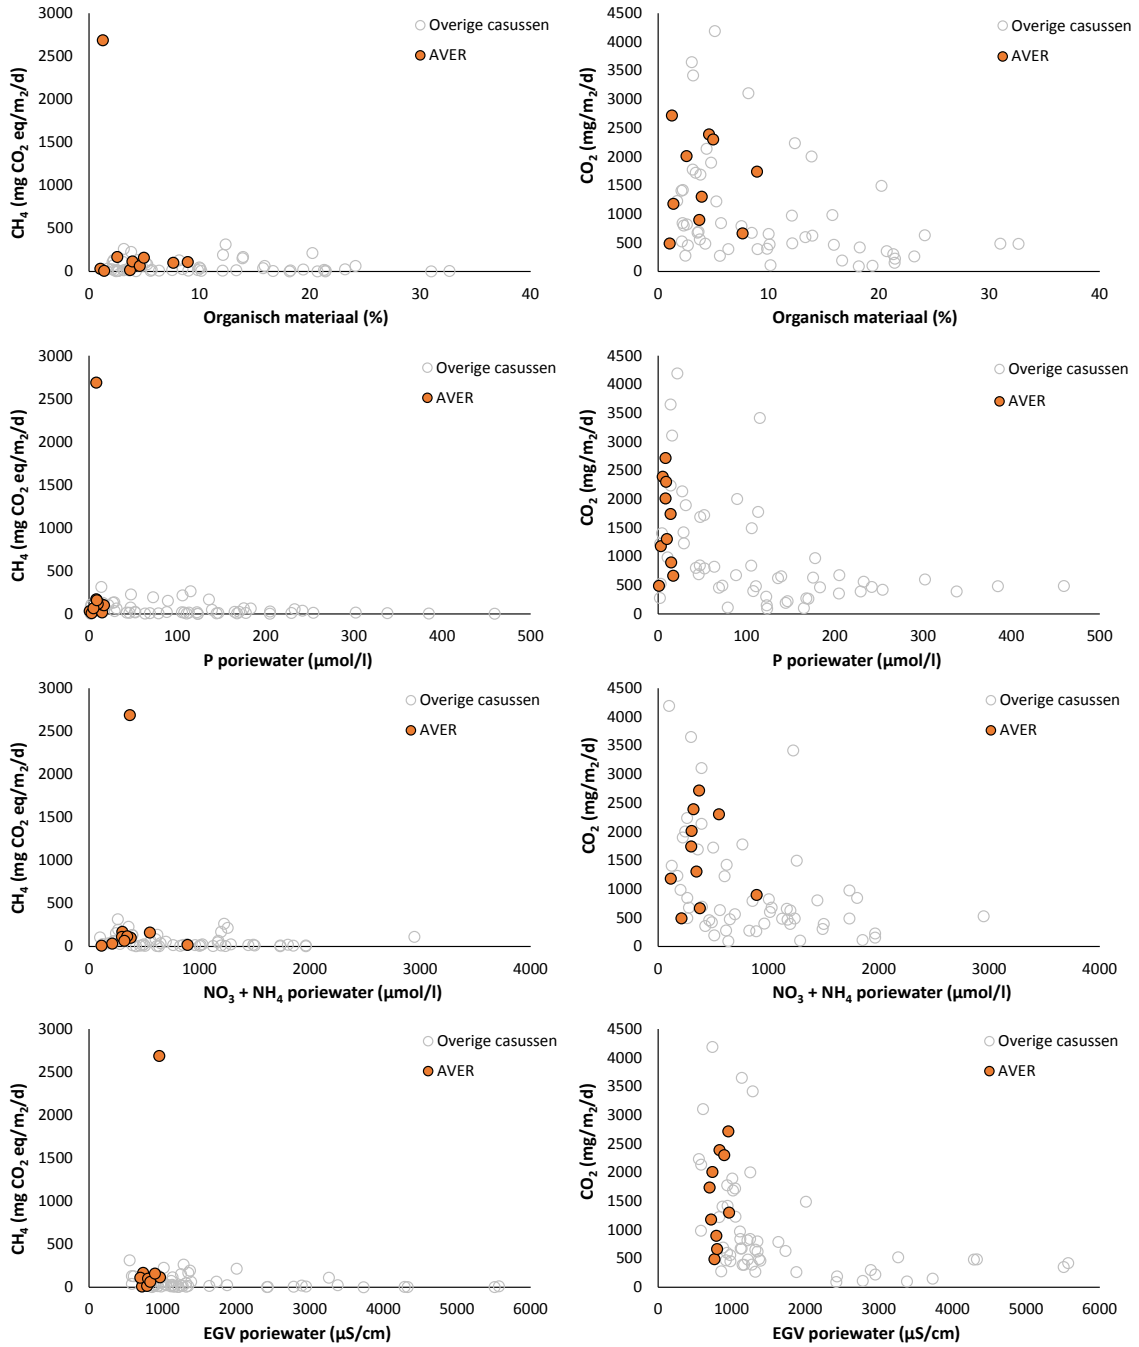 3000
2500
2000
1500
1000
500
0
CH4 (mg CO2 eq/m2/d)
Overige casussen
AVER
0 10 20 30 40
Organisch materiaal (%)
4500
4000
3500
3000
2500
2000
1500
1000
500
0
CO2 (mg/m2/d)
Overige casussen
AVER
0 10 20 30 40
Organisch materiaal (%)
3000
2500
2000
1500
1000
500
0
CH4 (mg CO2 eq/m2/d)
Overige casussen
AVER
0 100 200 300 400 500
P poriewater (µmol/l)
4500
4000
3500
3000
2500
2000
1500
1000
500
0
CO2 (mg/m2/d)
Overige casussen
AVER
0 100 200 300 400 500
P poriewater (µmol/l)
3000
2500
2000
1500
1000
500
0
CH4 (mg CO2 eq/m2/d)
Overige casussen
AVER
0 1000 2000 3000 4000
NO3 + NH4 poriewater (µmol/l)
4500
4000
3500
3000
2500
2000
1500
1000
500
0
CO2 (mg/m2/d)
Overige casussen
AVER
0 1000 2000 3000 4000
NO3 + NH4 poriewater (µmol/l)
3000
2500
2000
1500
1000
500
0
CH4 (mg CO2 eq/m2/d)
Overige casussen
AVER
0 1000 2000 3000 4000 5000 6000
EGV poriewater (µS/cm)
4500
4000
3500
3000
2500
2000
1500
1000
500
0
CO2 (mg/m2/d)
Overige casussen
AVER
0 1000 2000 3000 4000 5000 6000
EGV poriewater (µS/cm)